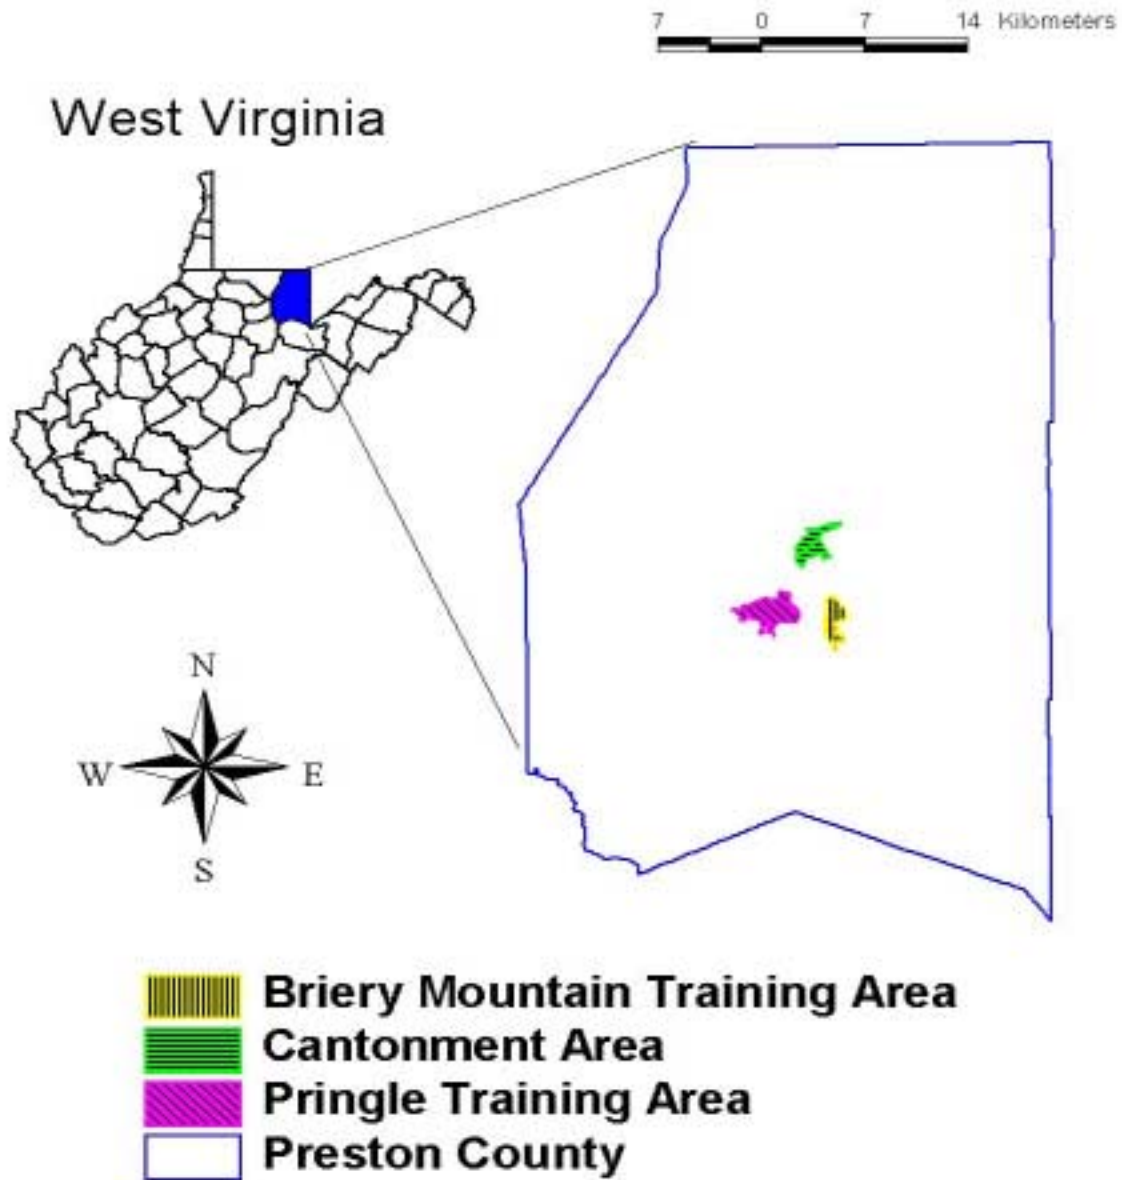 7 0 7 14 Kilometers
West Virginia
N
W E
S
Briery Mountain Training Area
Cantonment Area
Pringle Training Area
Preston County